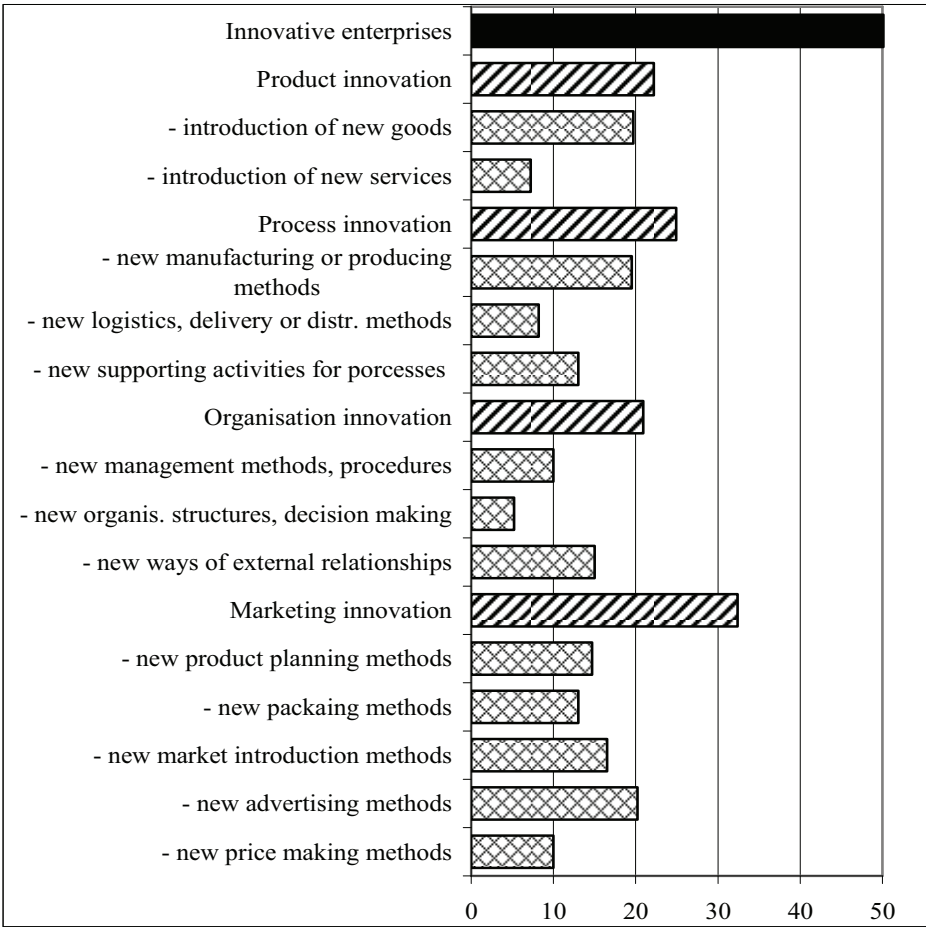 Innovative enterprises
Product innovation
- introduction of new goods
- introduction of new services
Process innovation
- new manufacturing or producing
methods
- new logistics, delivery or distr. methods
- new supporting activities for porcesses
Organisation innovation
- new management methods, procedures
- new organis. structures, decision making
- new ways of external relationships
Marketing innovation
- new product planning methods
- new packaing methods
- new market introduction methods
- new advertising methods
- new price making methods
0 10 20 30 40 50